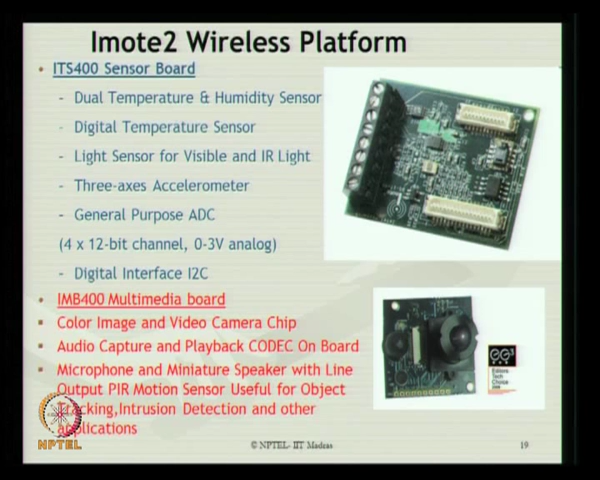 Imote2 Wireless Platform
• ITS400 Sensor Board
- Dual Temperature & Humidity Sensor
- Digital Temperature Sensor
- Light Sensor for Visible and IR Light
- Three-axes Accelerometer
- General Purpose ADC
(4 x 12-bit channel, 0-3V analog)
- Digital Interface I2C
• IMB400 Multimedia board
▪ Color Image and Video Camera Chip
▪ Audio Capture and Playback CODEC On Board
▪ Microphone and Miniature Speaker with Line
Output PIR Motion Sensor Useful for Object
Tracking,Intrusion Detection and other
applications
NPTEL
© NPTEL- IIT Madras
19